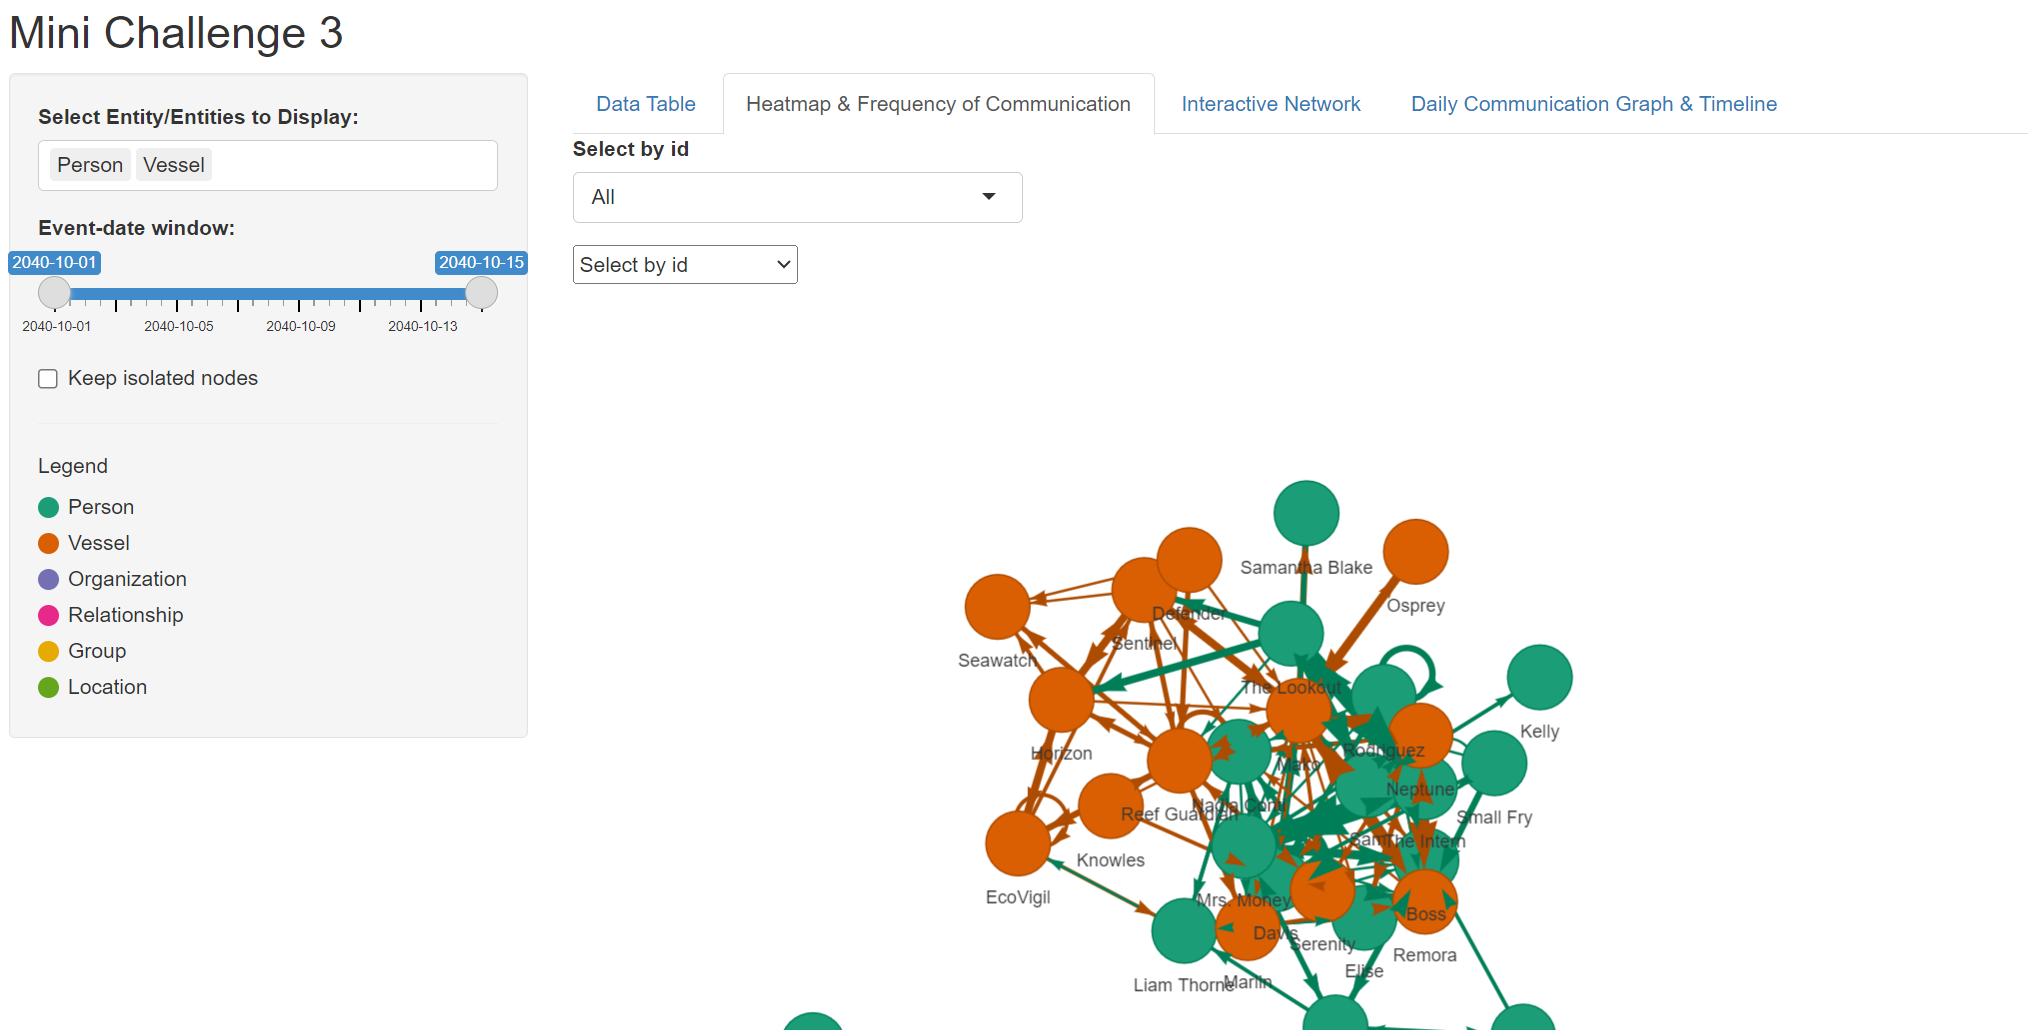 Mini Challenge 3
Select Entity/Entities to Display:
Person Vessel
Event-date window:
2040-10-01 2040-10-15
2040-10-01 2040-10-05 2040-10-09 2040-10-13
Keep isolated nodes
Legend
Person
Vessel
Organization
Relationship
Group
Location
Data Table Heatmap & Frequency of Communication Interactive Network Daily Communication Graph & Timeline
Select by id
All
Select by id
Samantha Blake
Osprey
Defender
Sentinel
Seawatch
The Lookout
Kelly
Horizon
Rodriguez
Mako
Neptune
Nadia Conti
Reef Guardian
Small Fry
Sam
The Intern
Knowles
EcoVigil
Mrs. Money
Boss
Davis
Serenity
Remora
Elise
Liam Thorne
Marlin